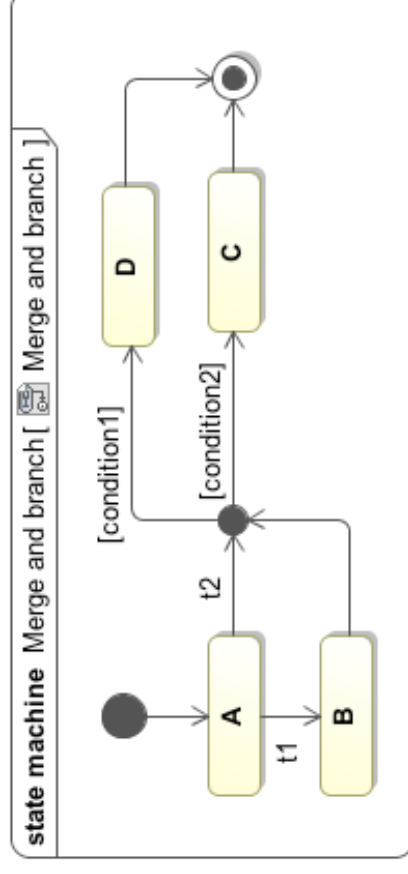 state machine Merge and branch [ Merge and branch ]
D
[condition1]
C
[condition2]
t2
A
t1
B